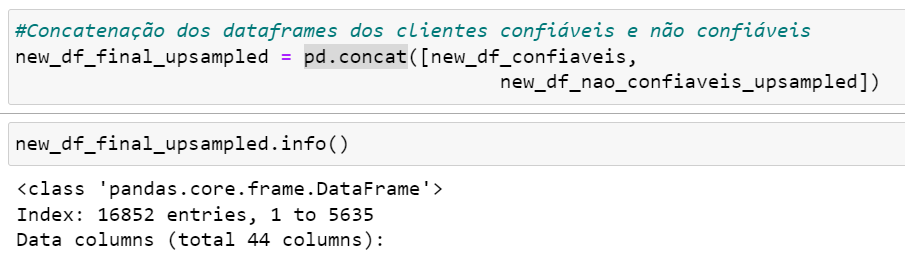 #Concatenação dos dataframes dos clientes confiáveis e não confiáveis
new_df_final_upsampled = pd.concat([new_df_confiaveis,
                                    new_df_nao_confiaveis_upsampled])
new_df_final_upsampled.info()
<class 'pandas.core.frame.DataFrame'>
Index: 16852 entries, 1 to 5635
Data columns (total 44 columns):